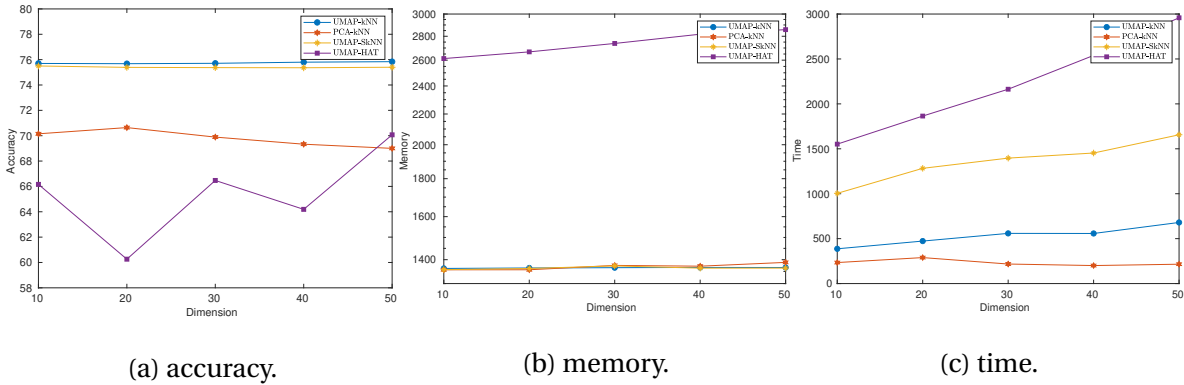 80
78
76
74
72
70
68
66
64
62
60
58
10
20
30
40
50
Accuracy
Dimension
UMAP-kNN
PCA-kNN
UMAP-SkNN
UMAP-HAT
(a) accuracy.
3000
2800
2600
2400
2200
2000
1800
1600
1400
10
20
30
40
50
Memory
Dimension
UMAP-kNN
PCA-kNN
UMAP-SkNN
UMAP-HAT
(b) memory.
3000
2500
2000
1500
1000
500
0
10
20
30
40
50
Time
Dimension
UMAP-kNN
PCA-kNN
UMAP-SkNN
UMAP-HAT
(c) time.